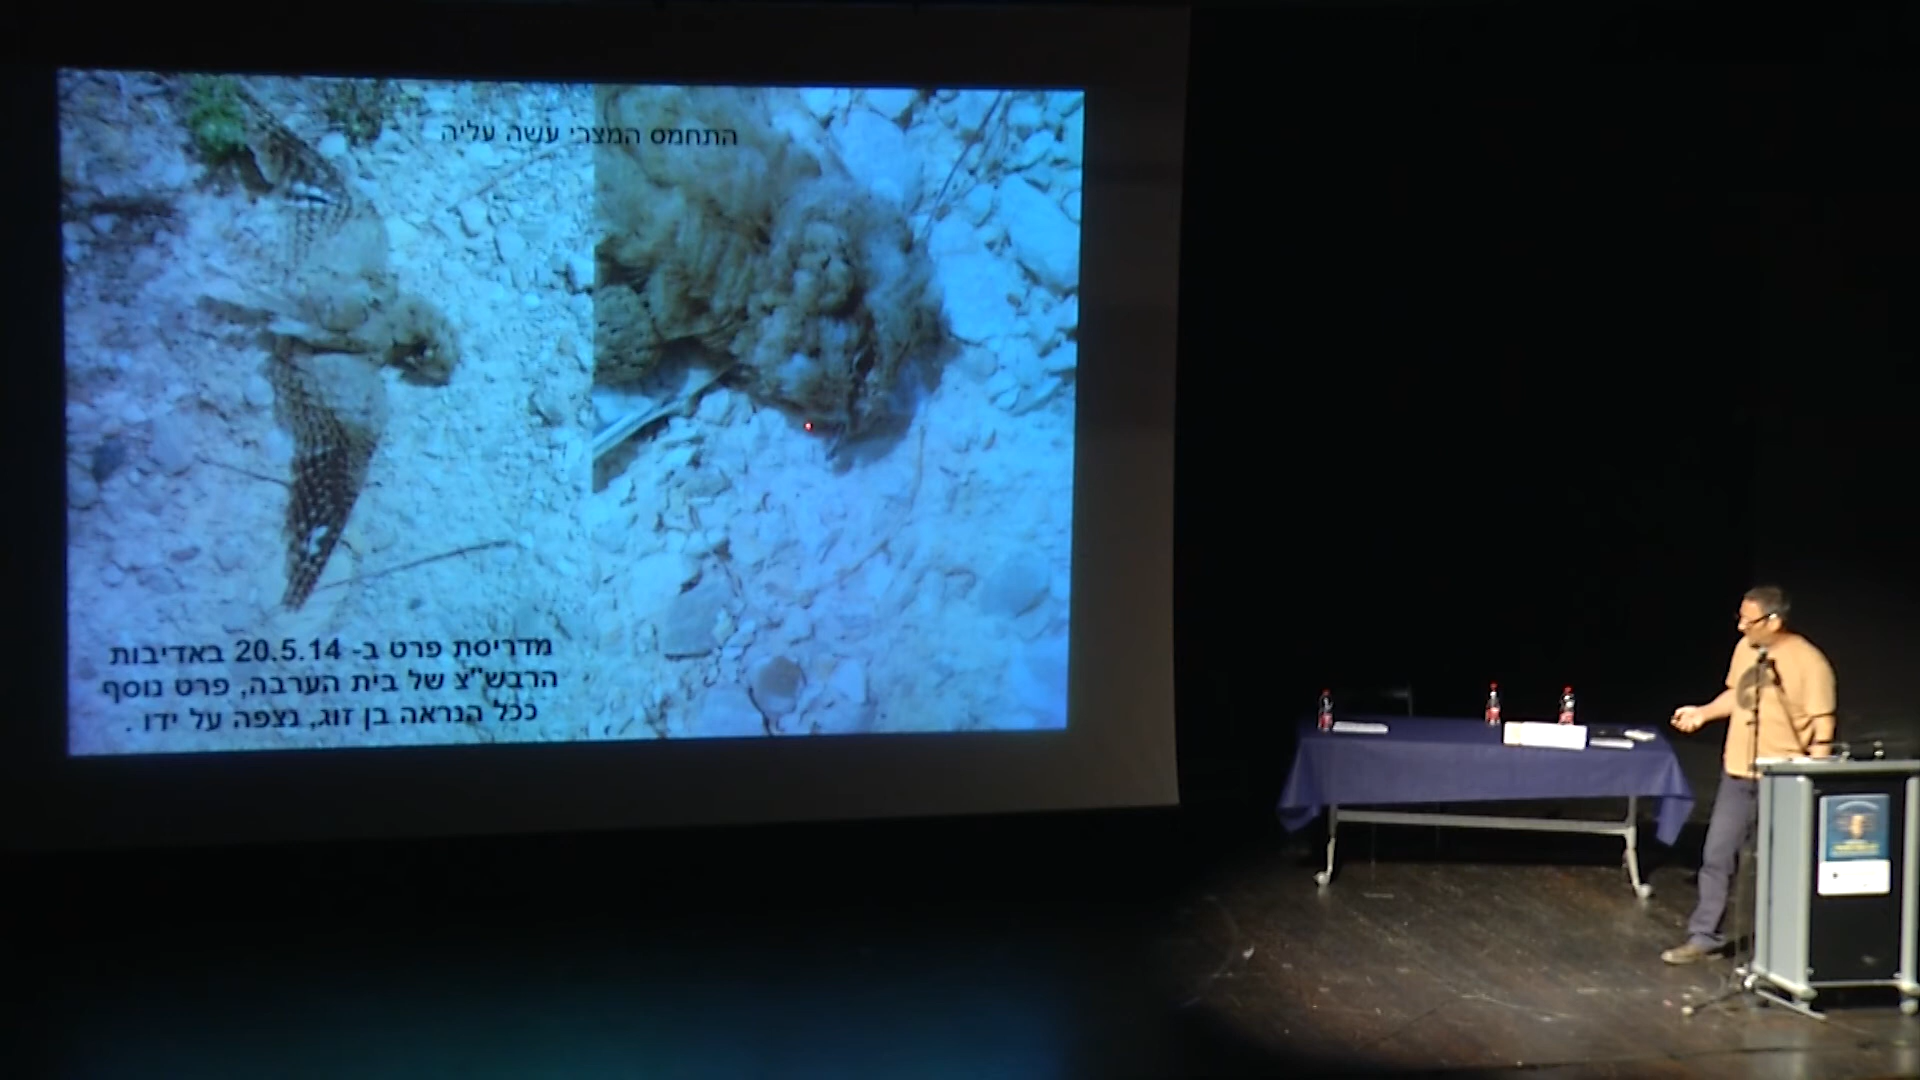 התחמס המצרי עשה עליה
מדריסת פרט ב- 20.5.14 באדיבות
הרבש"צ של בית הערבה, פרט נוסף
ככל הנראה בן זוג, נצפה על ידו .